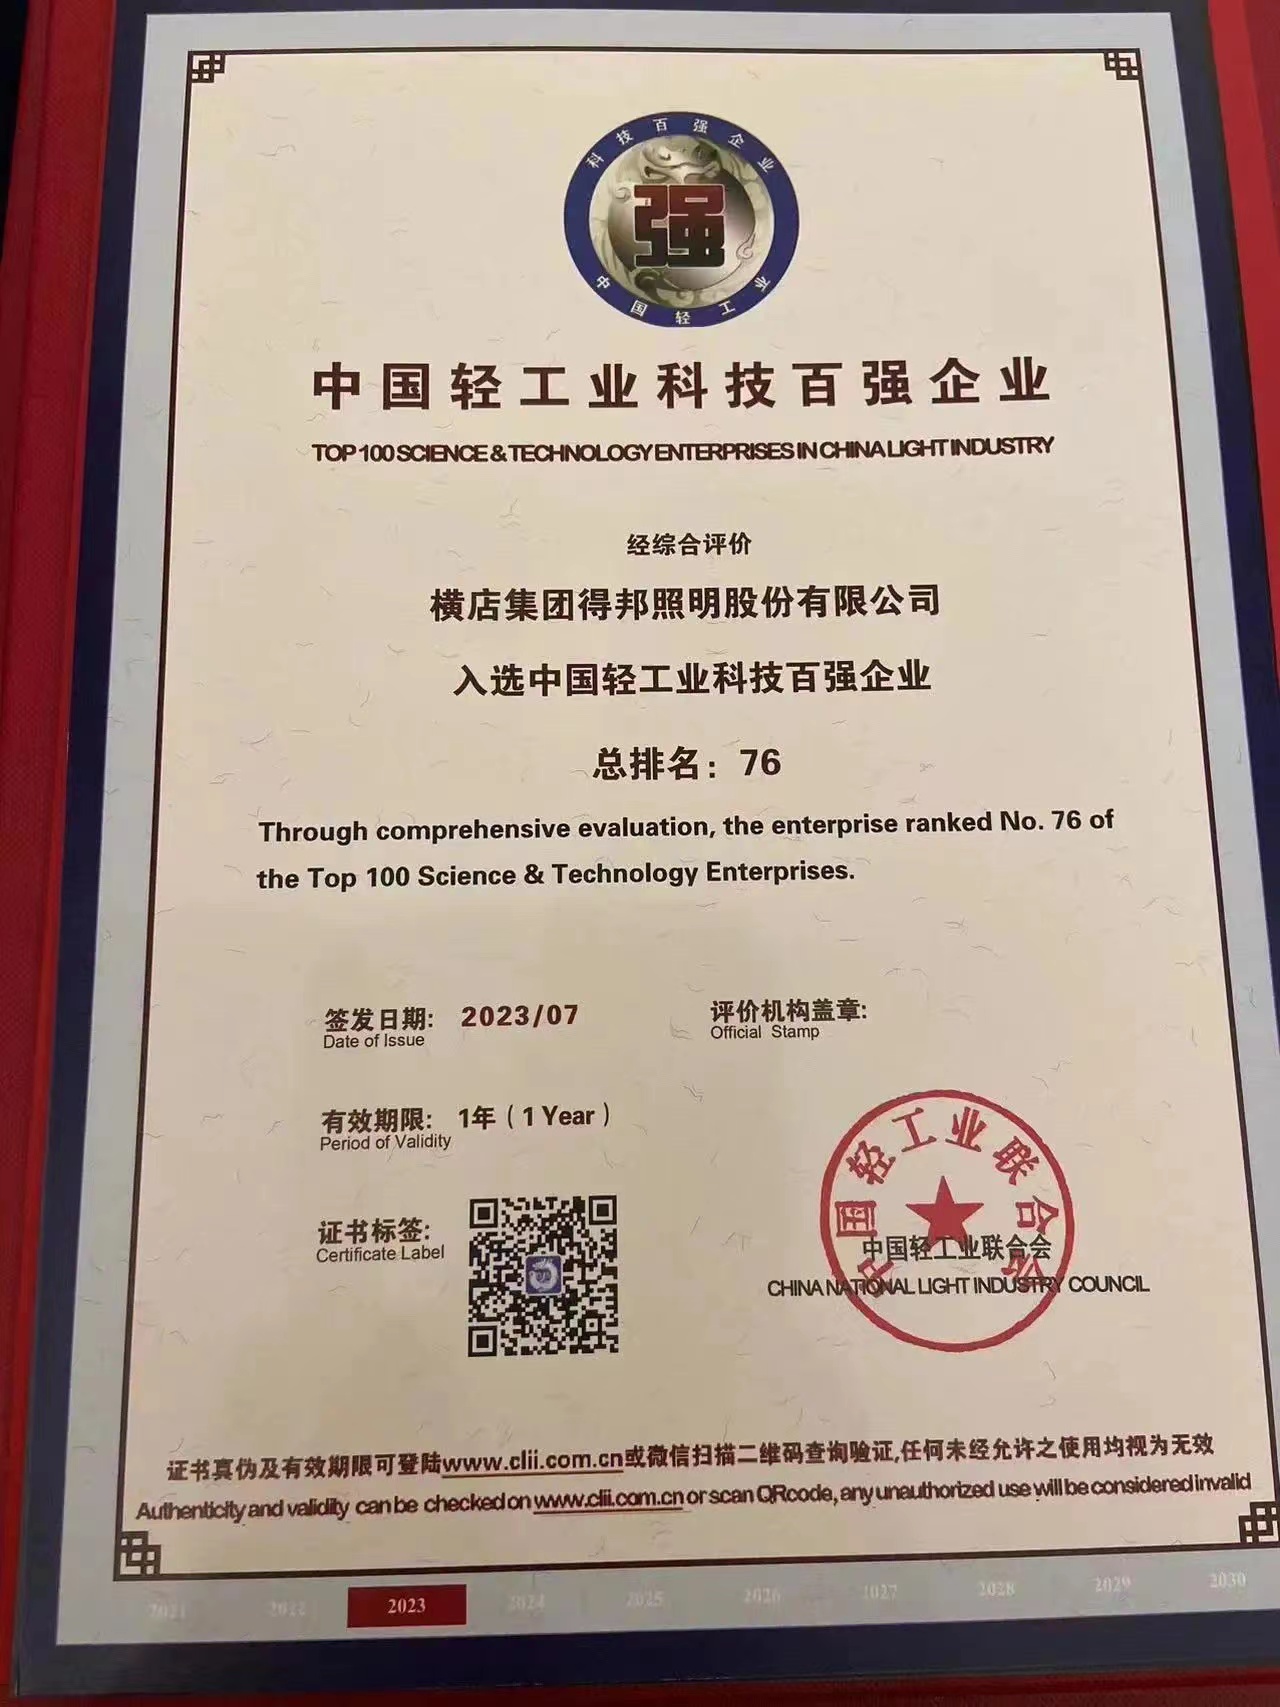 科技百强企业
强
中国轻工业
中国轻工业科技百强企业
TOP 100 SCIENCE & TECHNOLOGY ENTERPRISES IN CHINA LIGHT INDUSTRY
经综合评价
横店集团得邦照明股份有限公司
入选中国轻工业科技百强企业
总排名：76
Through comprehensive evaluation, the enterprise ranked No. 76 of
the Top 100 Science & Technology Enterprises.
签发日期: 2023/07
Date of Issue
评价机构盖章:
Official Stamp
有效期限: 1年（1 Year）
Period of Validity
证书标签:
Certificate Label
中国轻工业联合会
中国轻工业联合会
CHINA NATIONAL LIGHT INDUSTRY COUNCIL
证书真伪及有效期限可登陆www.clii.com.cn或微信扫描二维码查询验证,任何未经允许之使用均视为无效
Authenticity and validity can be checked on www.clii.com.cn or scan QRcode, any unauthorized use will be considered invalid
2021 2022 2023 2024 2025 2026 2027 2028 2029 2030